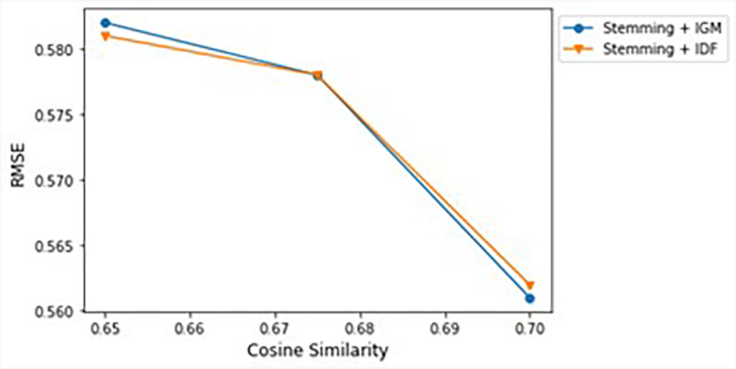 Stemming + IGM
Stemming + IDF
RMSE
0.580
0.575
0.570
0.565
0.560
0.65 0.66 0.67 0.68 0.69 0.70
Cosine Similarity